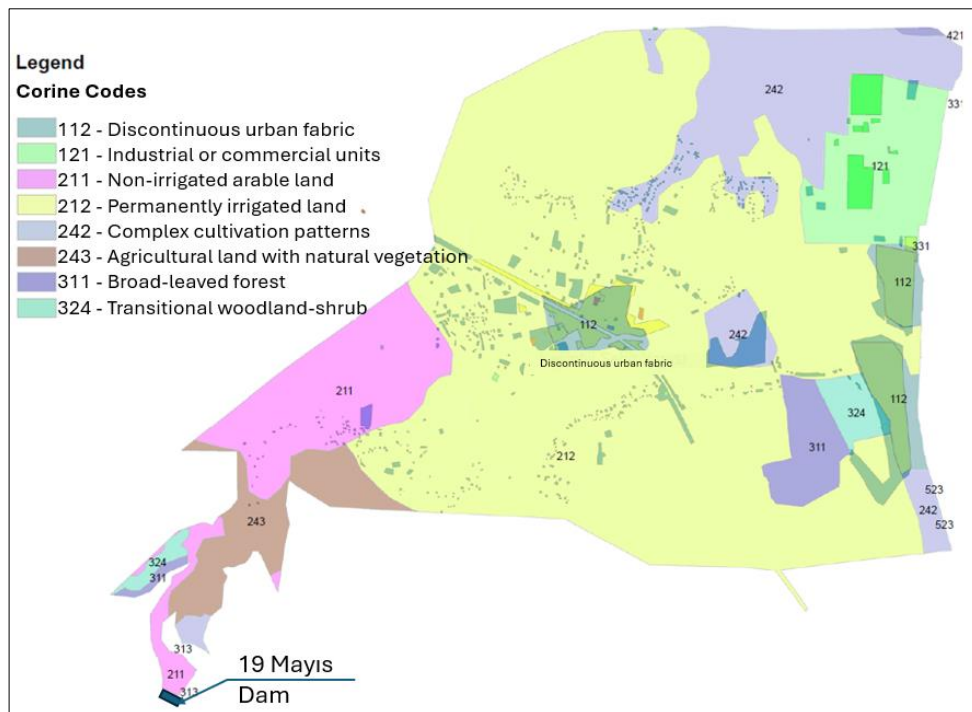 Legend
Corine Codes
112 - Discontinuous urban fabric
121 - Industrial or commercial units
211 - Non-irrigated arable land
212 - Permanently irrigated land
242 - Complex cultivation patterns
243 - Agricultural land with natural vegetation
311 - Broad-leaved forest
324 - Transitional woodland-shrub
421
242
331
121
331
112
112
242
Discontinuous urban fabric
211
324
112
311
212
523
242
523
243
324
311
313
211
313
19 Mayıs
Dam